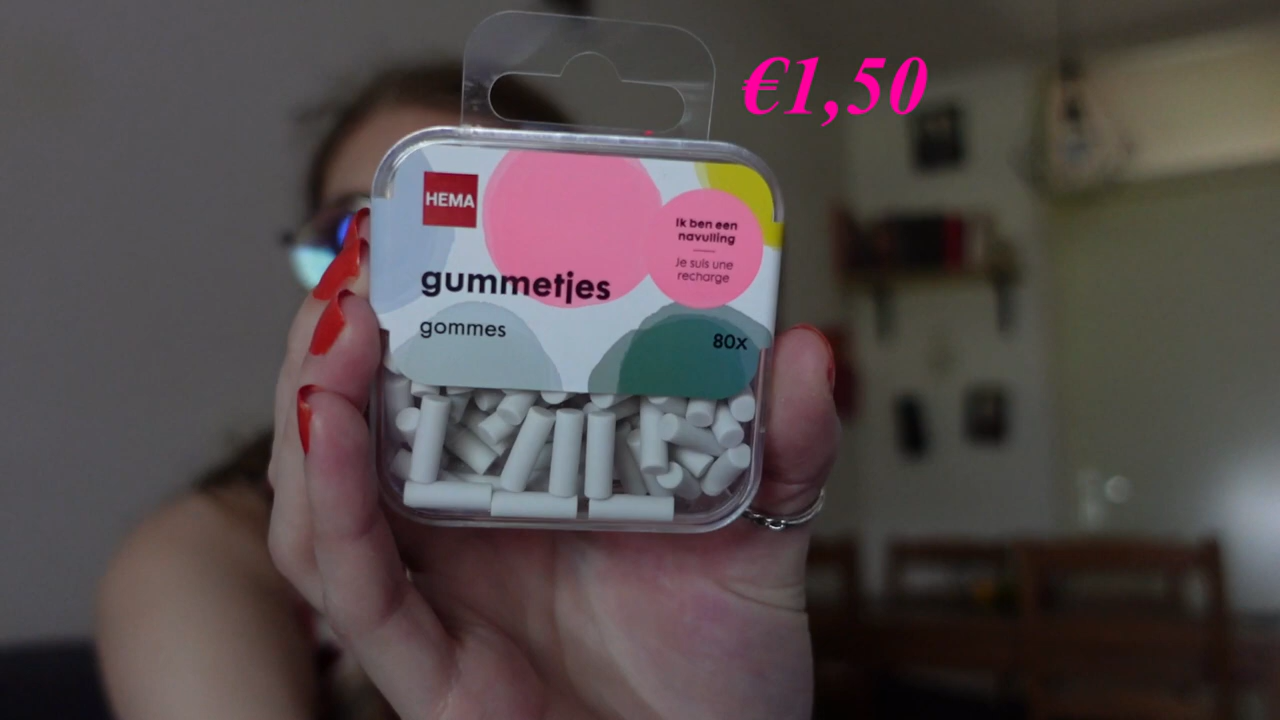 €1,50
HEMA
Ik ben een
navulling
Je suis une
recharge
gummetjes
gommes
80x